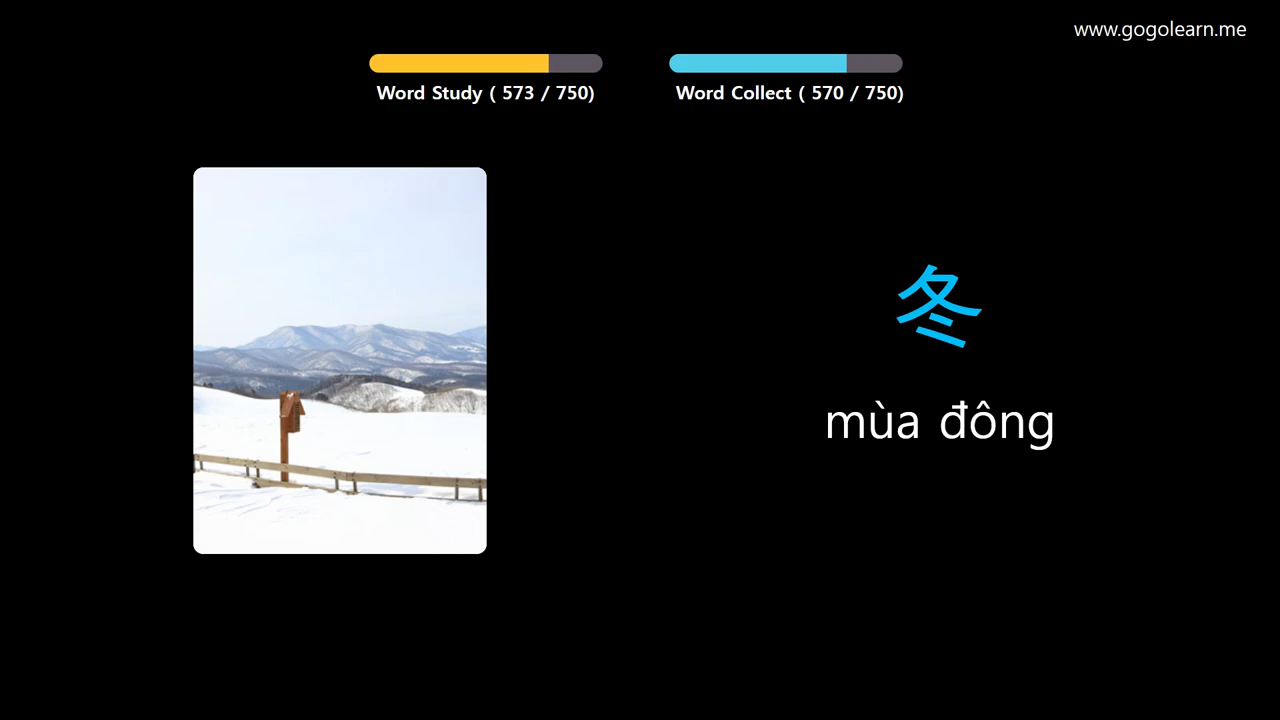 www.gogolearn.me
Word Study ( 573 / 750)
Word Collect ( 570 / 750)
冬
mùa đông